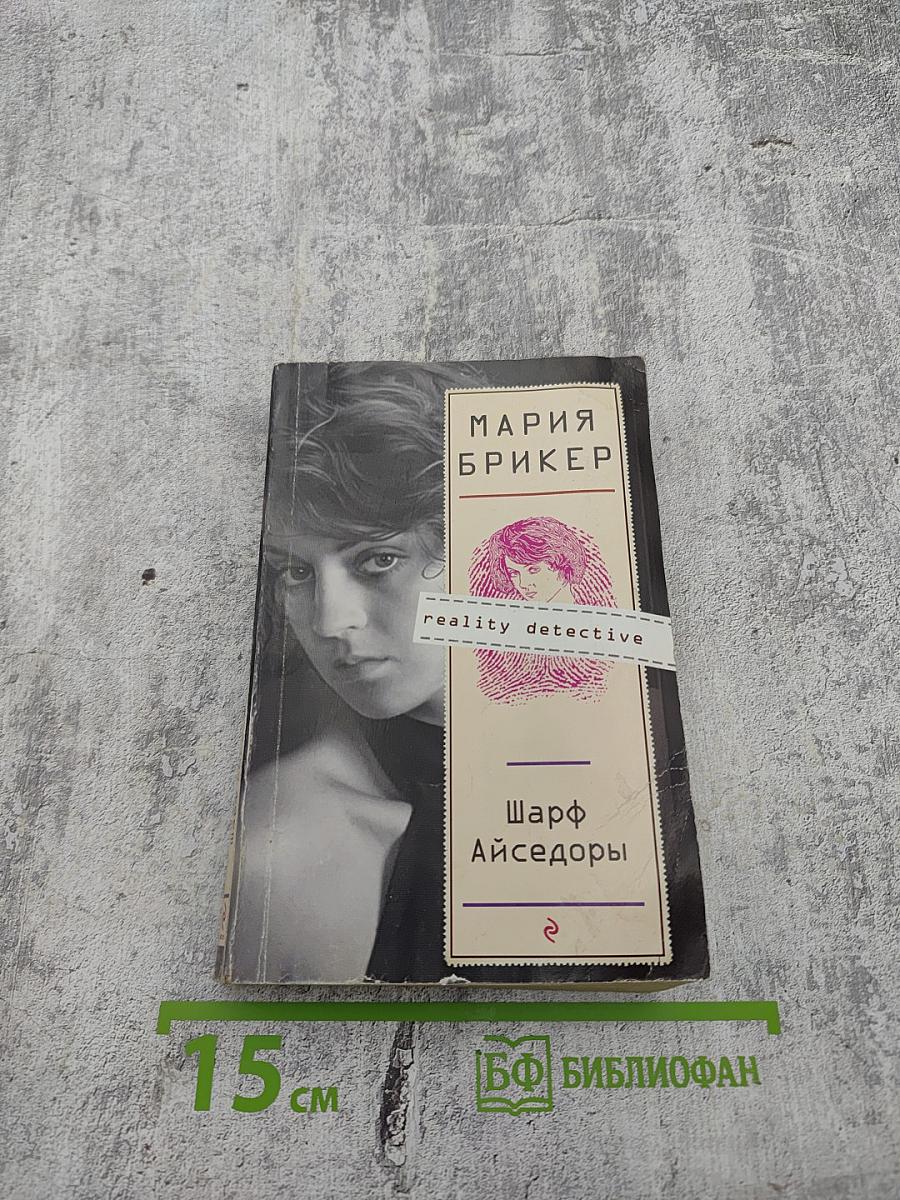 МАРИЯ
БРИКЕР
reality detective
Шарф
Айседоры
15 см
БФ БИБЛИОФАН